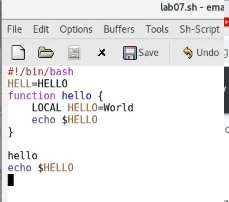 lab07.sh - ema
File Edit Options Buffers Tools Sh-Script
Save Undo
#!/bin/bash
HELL=HELLO
function hello {
    LOCAL HELLO=World
    echo $HELLO
}
hello
echo $HELLO